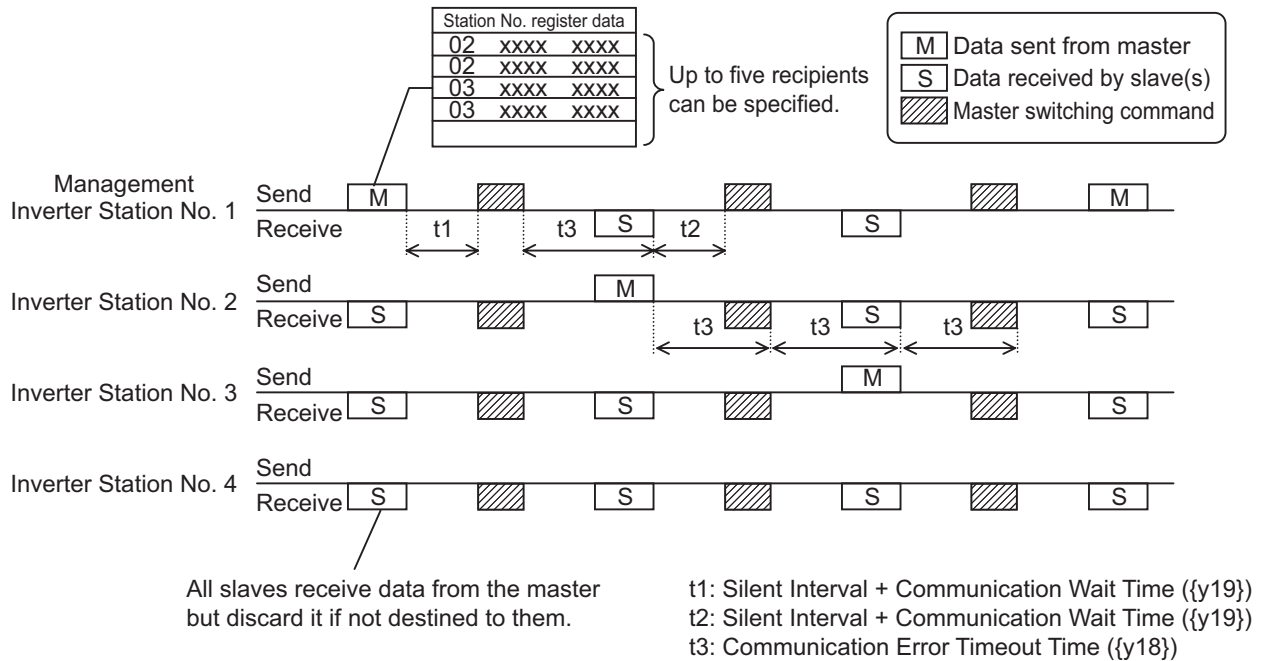 Station No. register data
02 xxxx xxxx
02 xxxx xxxx
03 xxxx xxxx
03 xxxx xxxx
Up to five recipients
can be specified.
M Data sent from master
S Data received by slave(s)
Master switching command
Management
Inverter Station No. 1
Send
M
M
Receive
t1
t3
S
t2
S
Inverter Station No. 2
Send
M
Receive
S
S
S
t3
t3
t3
Inverter Station No. 3
Send
M
Receive
S
S
S
Inverter Station No. 4
Send
Receive
S
S
S
S
All slaves receive data from the master
but discard it if not destined to them.
t1: Silent Interval + Communication Wait Time ({y19})
t2: Silent Interval + Communication Wait Time ({y19})
t3: Communication Error Timeout Time ({y18})